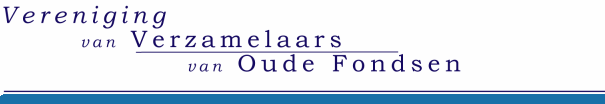 Vereniging
van Verzamelaars
van Oude Fondsen